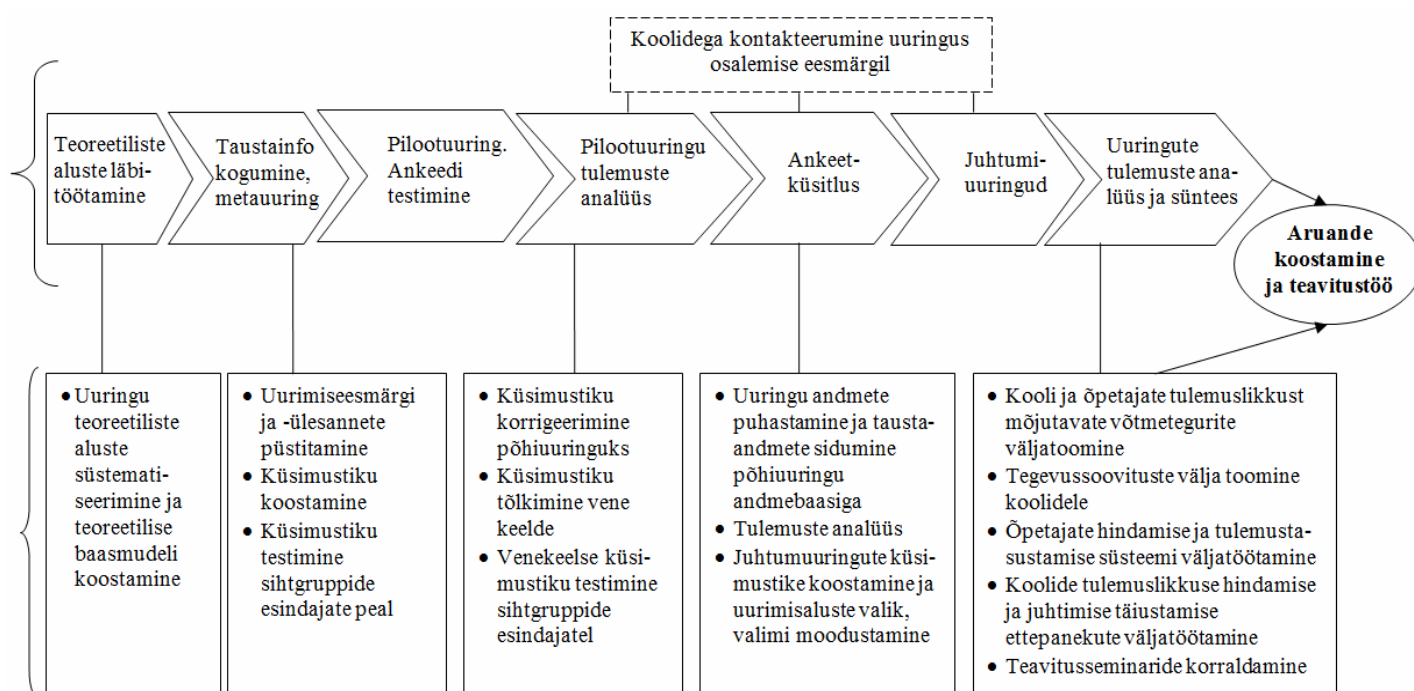 Koolidega kontakteerumine uuringus
osalemise eesmärgil
Teoreetiliste
aluste läbi-
töötamine
Taustainfo
kogumine,
metauuring
Pilootuuring.
Ankeedi
testimine
Pilootuuringu
tulemuste
analüüs
Ankeet-
küsitlus
Juhtumi-
uuringud
Uuringute
tulemuste ana-
lüüs ja süntees
Aruande
koostamine
ja teavitustöö
• Uuringu
teoreetiliste
aluste
süstemati-
seerimine ja
teoreetilise
baasmudeli
koostamine
• Uurimiseesmärgi
ja -ülesannete
püstitamine
• Küsimustiku
koostamine
• Küsimustiku
testimine
sihtgruppide
esindajate peal
• Küsimustiku
korrigeerimine
põhiuuringuks
• Küsimustiku
tõlkimine vene
keelde
• Venekeelse küsi-
mustiku testimine
sihtgruppide
esindajatel
• Uuringu andmete
puhastamine ja tausta-
andmete sidumine
põhiuuringu
andmebaasiga
• Tulemuste analüüs
• Juhtumuuringute küsi-
mustike koostamine ja
uurimisaluste valik,
valimi moodustamine
• Kooli ja õpetajate tulemuslikkust
mõjutavate võtmetegurite
väljatoomine
• Tegevussoovituste välja toomine
koolidele
• Õpetajate hindamise ja tulemusta-
sustamise süsteemi väljatöötamine
• Koolide tulemuslikkuse hindamise
ja juhtimise täiustamise
ettepanekute väljatöötamine
• Teavitusseminaride korraldamine